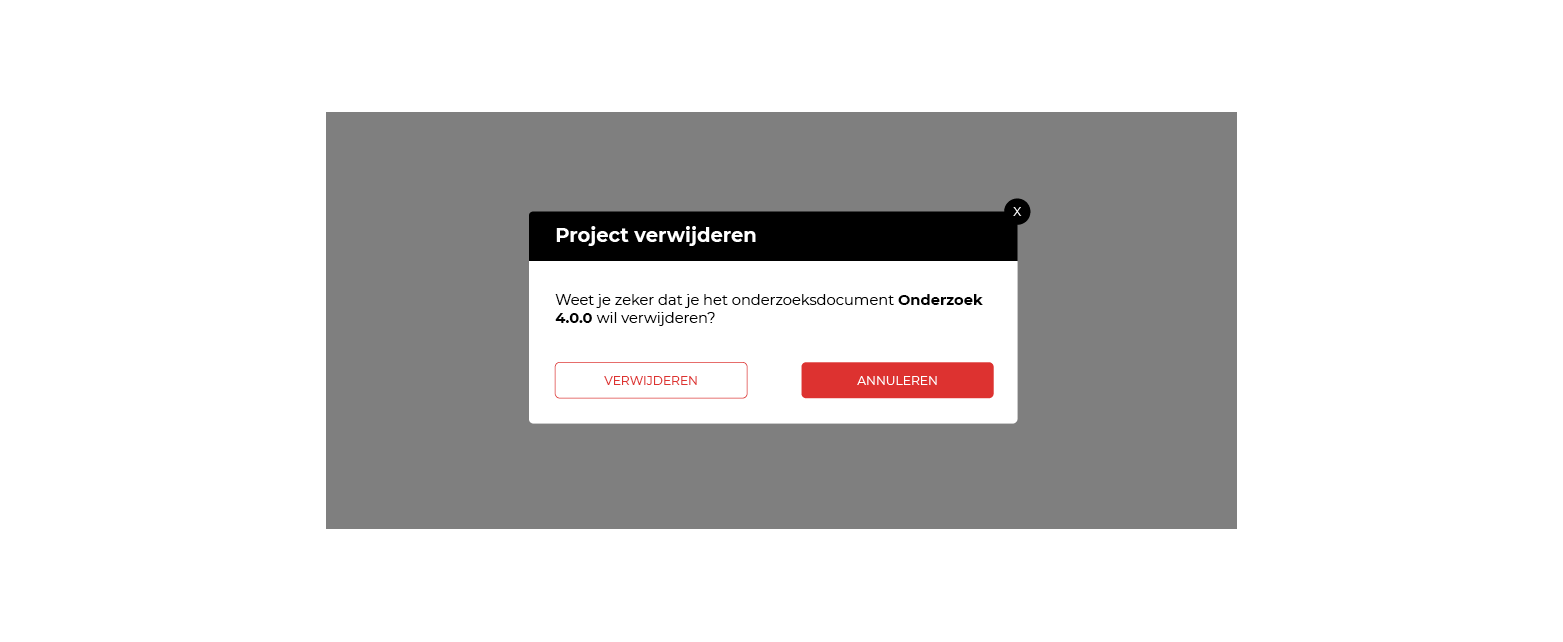 X
Project verwijderen
Weet je zeker dat je het onderzoeksdocument Onderzoek
4.0.0 wil verwijderen?
VERWIJDEREN
ANNULEREN